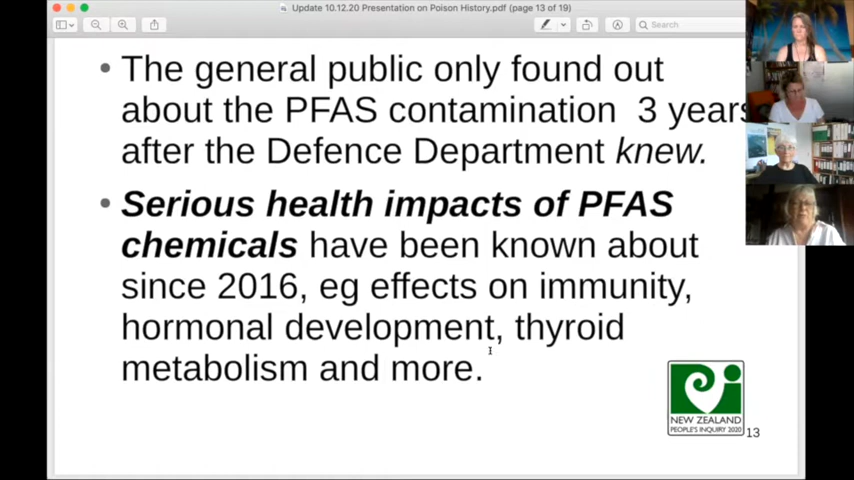 Update 10.12.20 Presentation on Poison History.pdf (page 13 of 19)
Search
• The general public only found out
about the PFAS contamination 3 years
after the Defence Department knew.
• Serious health impacts of PFAS
chemicals have been known about
since 2016, eg effects on immunity,
hormonal development, thyroid
metabolism and more.
NEW ZEALAND
PEOPLE'S INQUIRY 2020
13